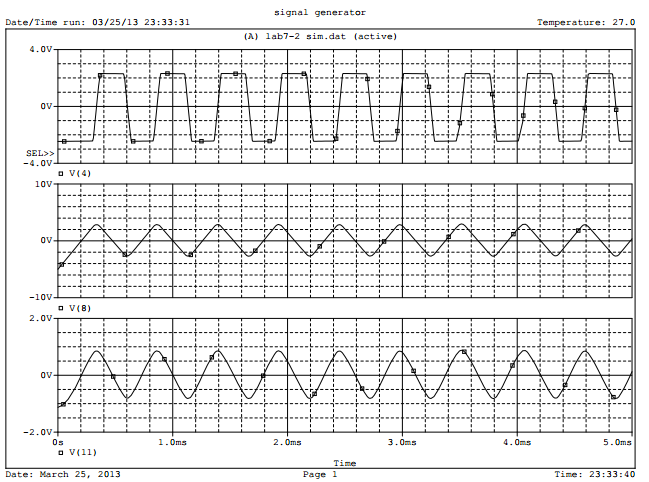 signal generator
Date/Time run: 03/25/13 23:33:31 Temperature: 27.0
(A) lab7-2 sim.dat (active)
4.0V
0V
SEL>>
-4.0V
V(4)
10V
0V
-10V
V(8)
2.0V
0V
-2.0V
0s 1.0ms 2.0ms 3.0ms 4.0ms 5.0ms
V(11)
Time
Date: March 25, 2013 Page 1 Time: 23:33:40